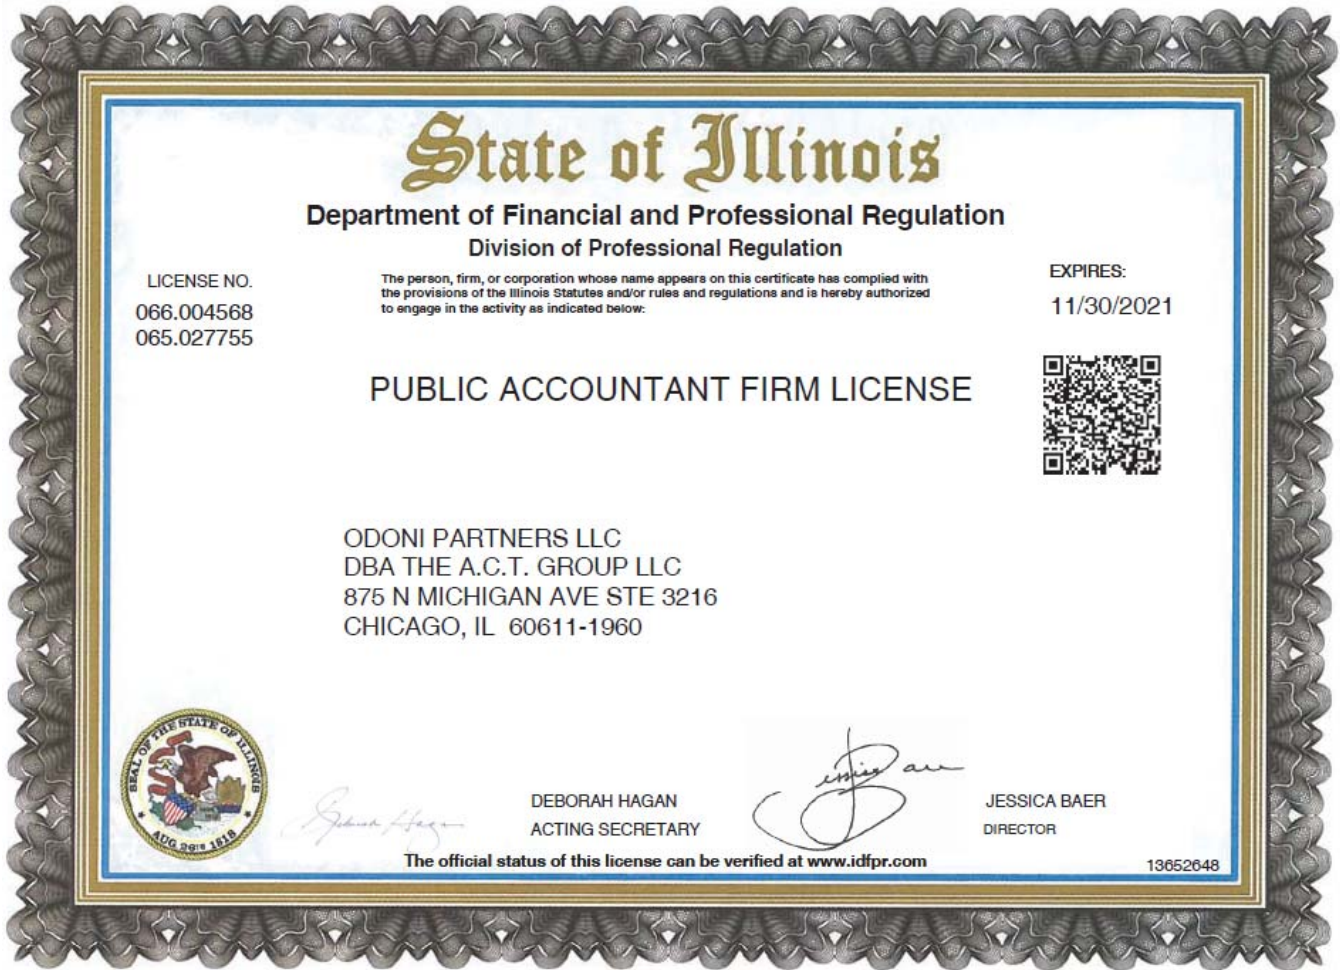 State of Illinois
Department of Financial and Professional Regulation
Division of Professional Regulation
LICENSE NO.
066.004568
065.027755
The person, firm, or corporation whose name appears on this certificate has complied with
the provisions of the Illinois Statutes and/or rules and regulations and is hereby authorized
to engage in the activity as indicated below:
EXPIRES:
11/30/2021
PUBLIC ACCOUNTANT FIRM LICENSE
ODONI PARTNERS LLC
DBA THE A.C.T. GROUP LLC
875 N MICHIGAN AVE STE 3216
CHICAGO, IL 60611-1960
SEAL OF THE STATE OF ILLINOIS
AUG. 26TH 1818
Deborah Hagan
DEBORAH HAGAN
ACTING SECRETARY
JESSICA BAER
DIRECTOR
The official status of this license can be verified at www.idfpr.com
13652648